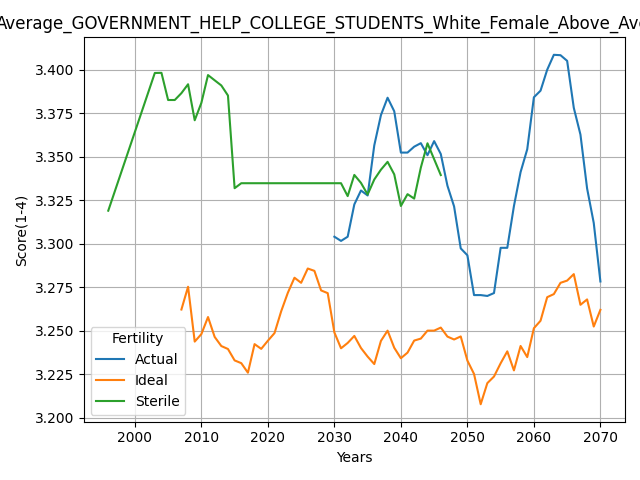 Average_GOVERNMENT_HELP_COLLEGE_STUDENTS_White_Female_Above_Ave
3.400
3.375
3.350
3.325
3.300
3.275
3.250
3.225
3.200
Score(1-4)
Fertility
Actual
Ideal
Sterile
2000 2010 2020 2030 2040 2050 2060 2070
Years